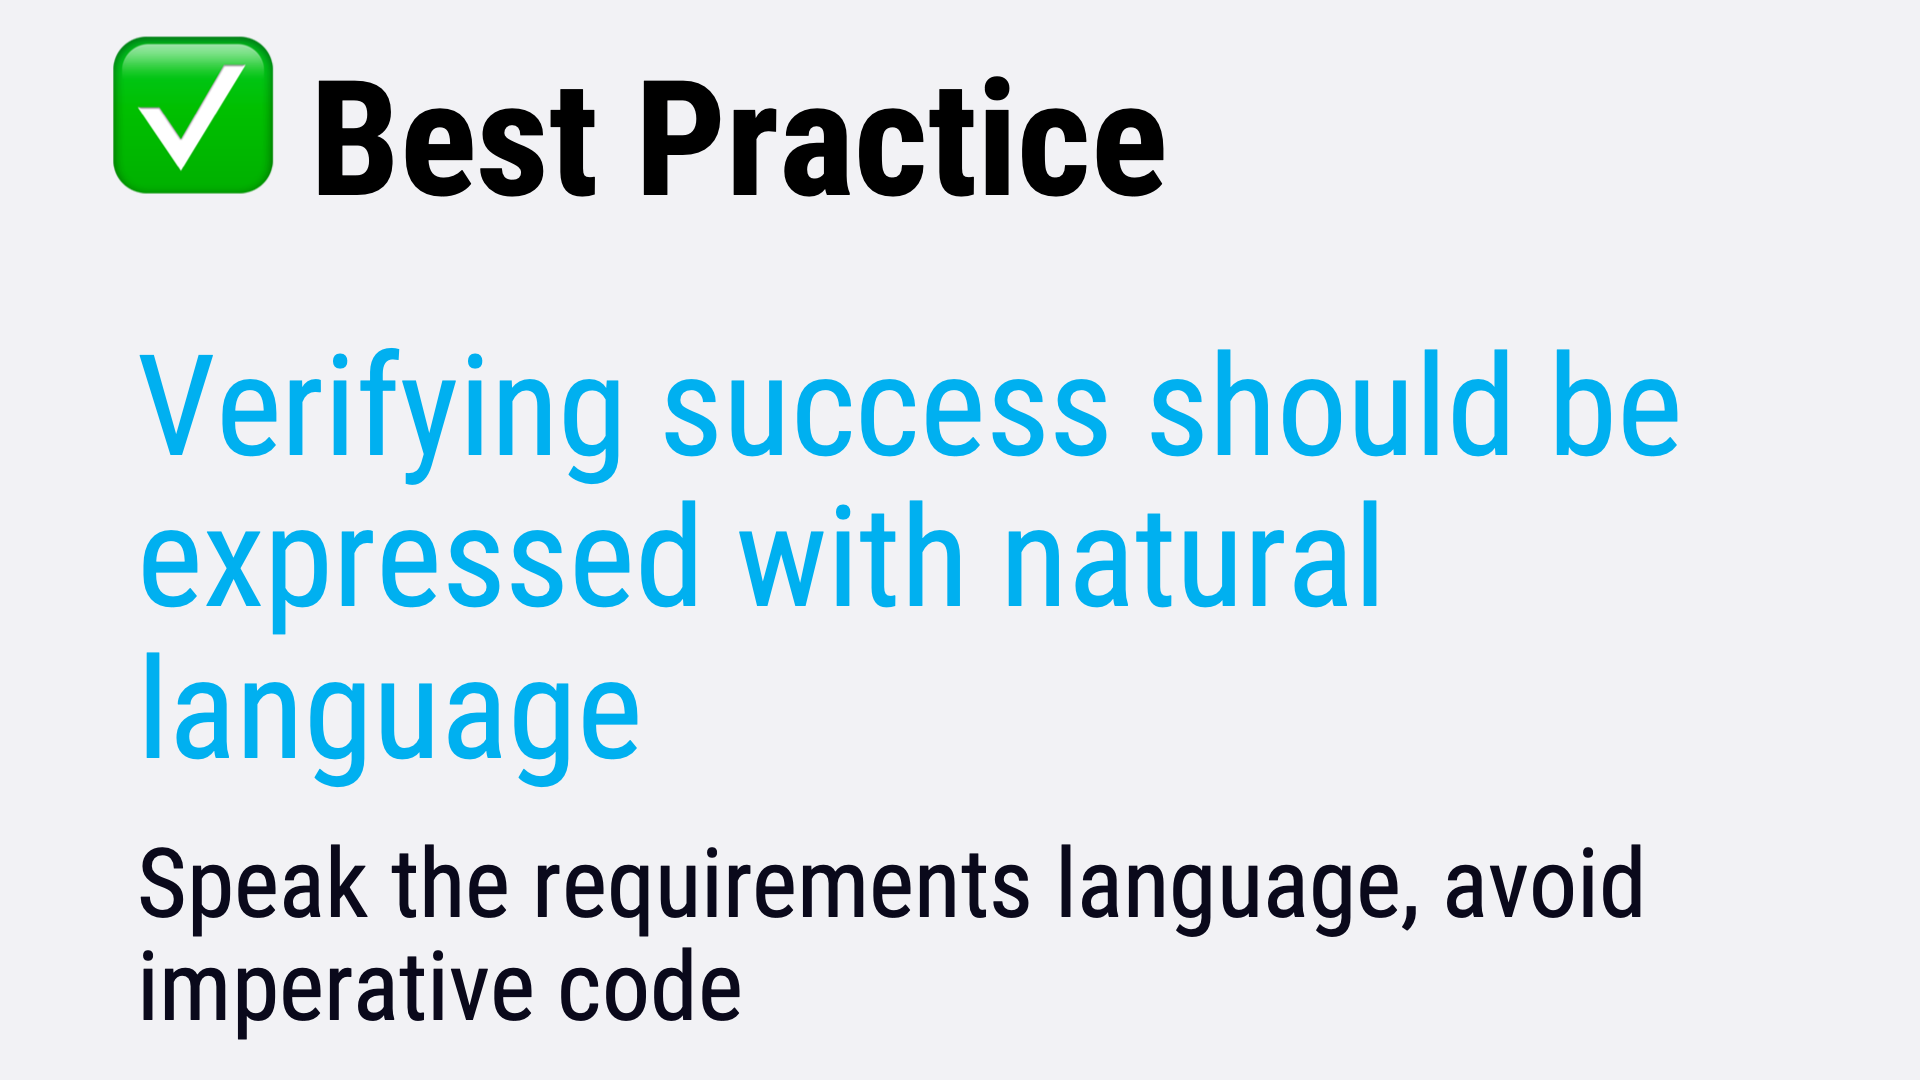 ✅ Best Practice
Verifying success should be
expressed with natural
language
Speak the requirements language, avoid
imperative code